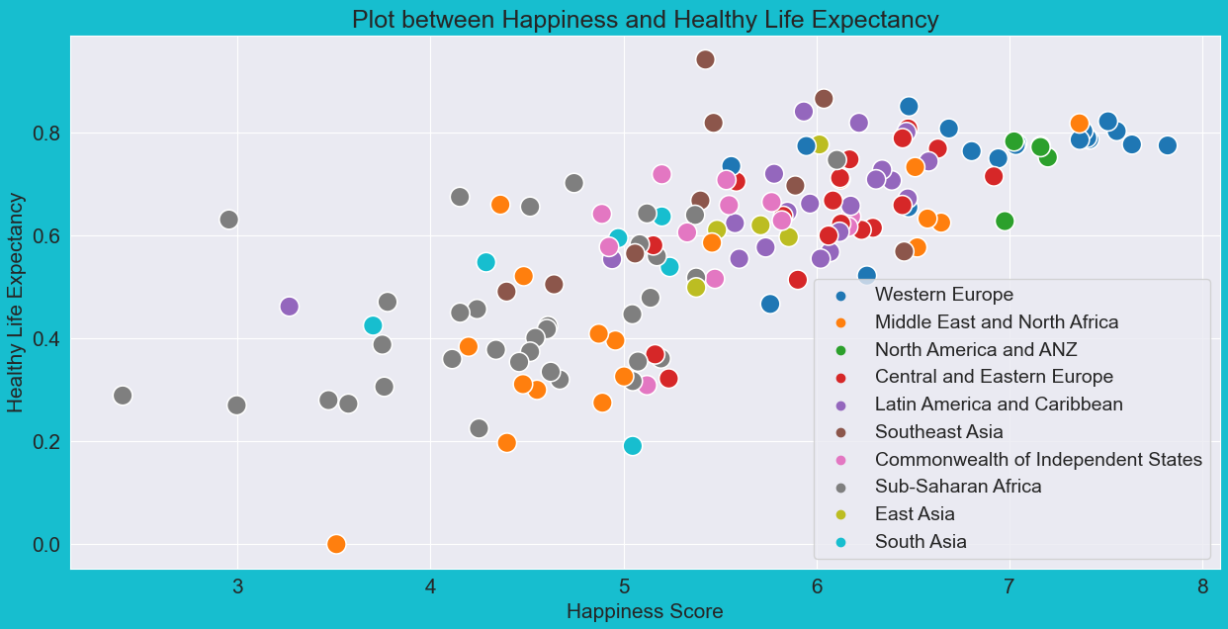 Plot between Happiness and Healthy Life Expectancy
Healthy Life Expectancy
0.8
0.6
0.4
0.2
0.0
Western Europe
Middle East and North Africa
North America and ANZ
Central and Eastern Europe
Latin America and Caribbean
Southeast Asia
Commonwealth of Independent States
Sub-Saharan Africa
East Asia
South Asia
3 4 5 6 7 8
Happiness Score